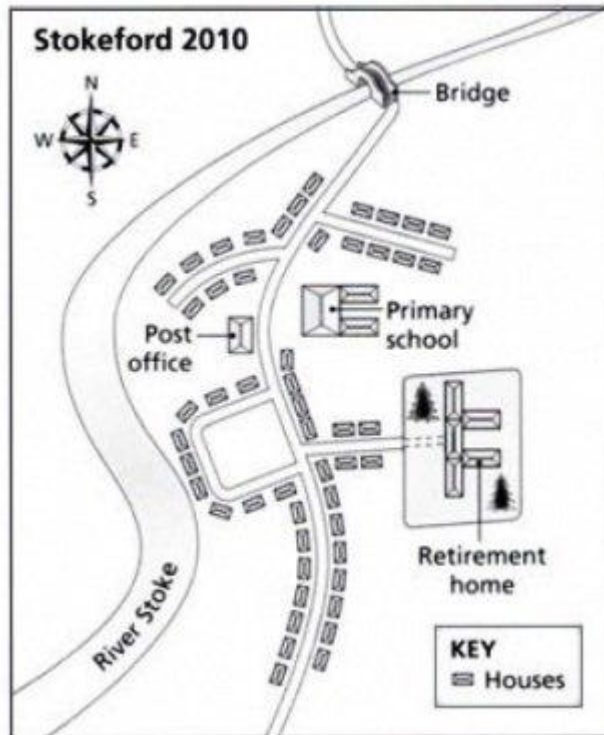 Stokeford 2010
N
W
E
S
Bridge
Primary
school
Post
office
Retirement
home
River Stoke
KEY
Houses